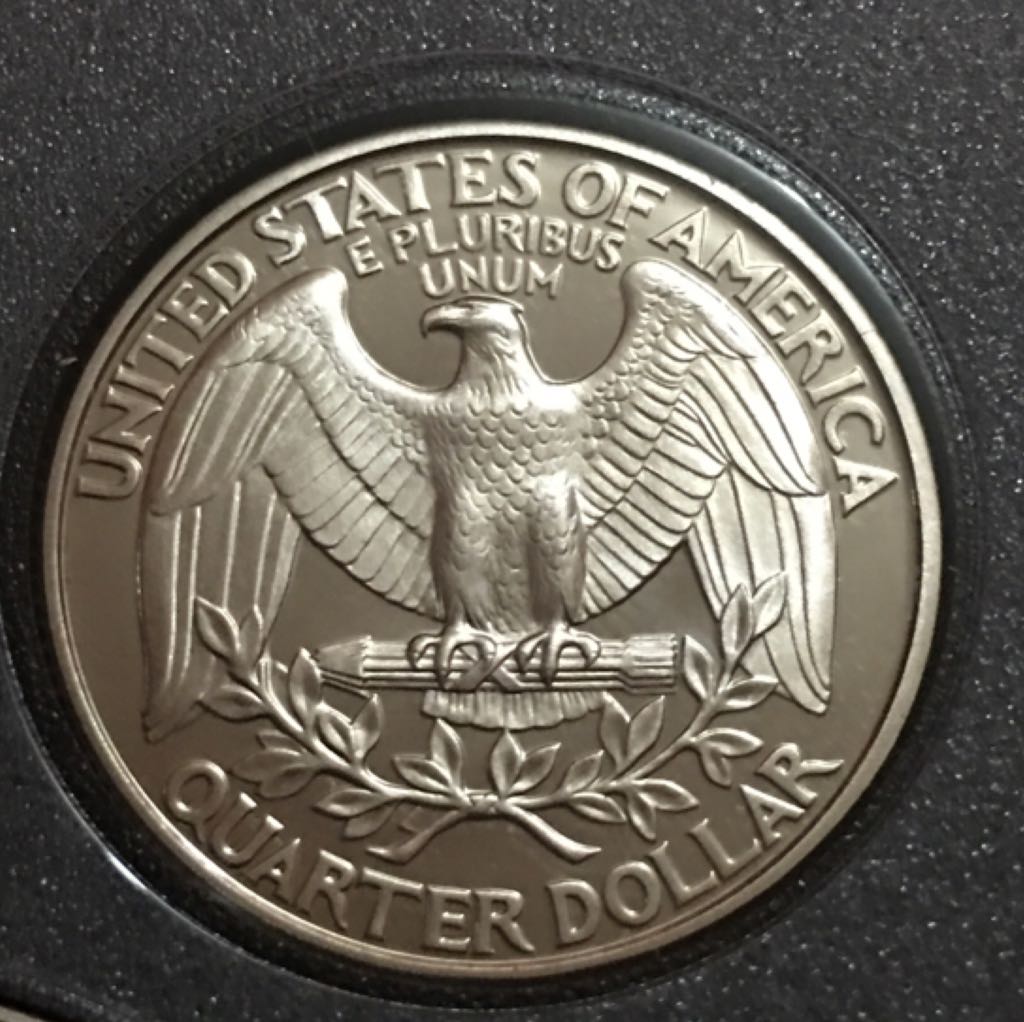 UNITED STATES OF AMERICA
E PLURIBUS
UNUM
QUARTER DOLLAR